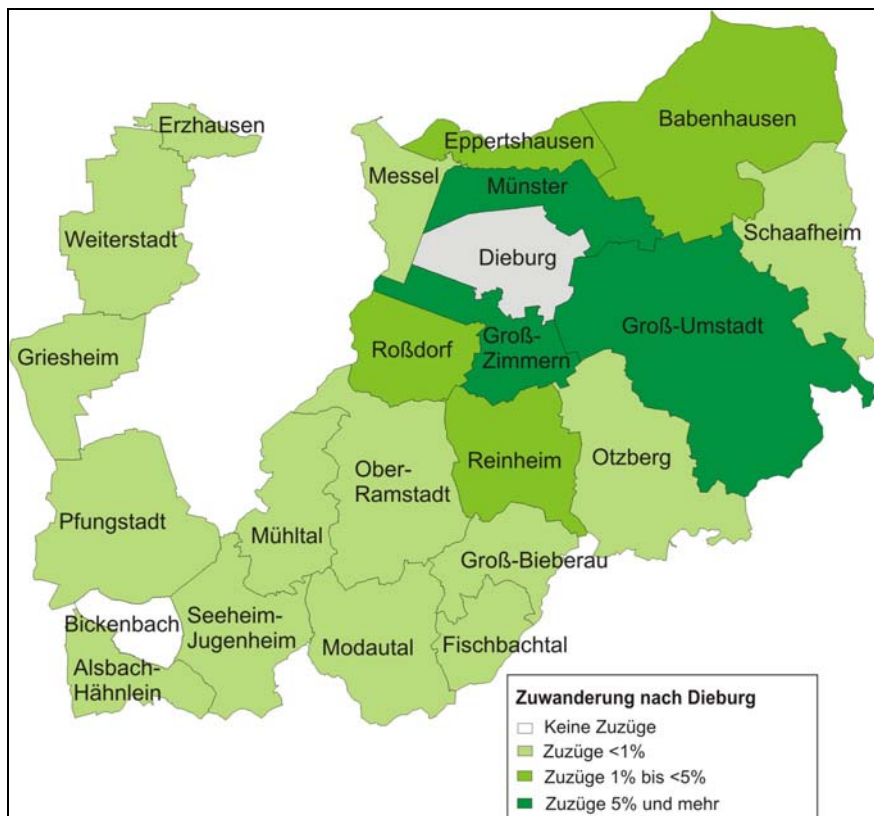 Erzhausen
Babenhausen
Eppertshausen
Messel
Münster
Weiterstadt
Schaafheim
Dieburg
Groß-Umstadt
Griesheim
Roßdorf
Groß-
Zimmern
Reinheim
Otzberg
Ober-
Ramstadt
Pfungstadt
Mühltal
Groß-Bieberau
Bickenbach
Seeheim-
Jugenheim
Modautal
Fischbachtal
Alsbach-
Hähnlein
Zuwanderung nach Dieburg
Keine Zuzüge
Zuzüge <1%
Zuzüge 1% bis <5%
Zuzüge 5% und mehr